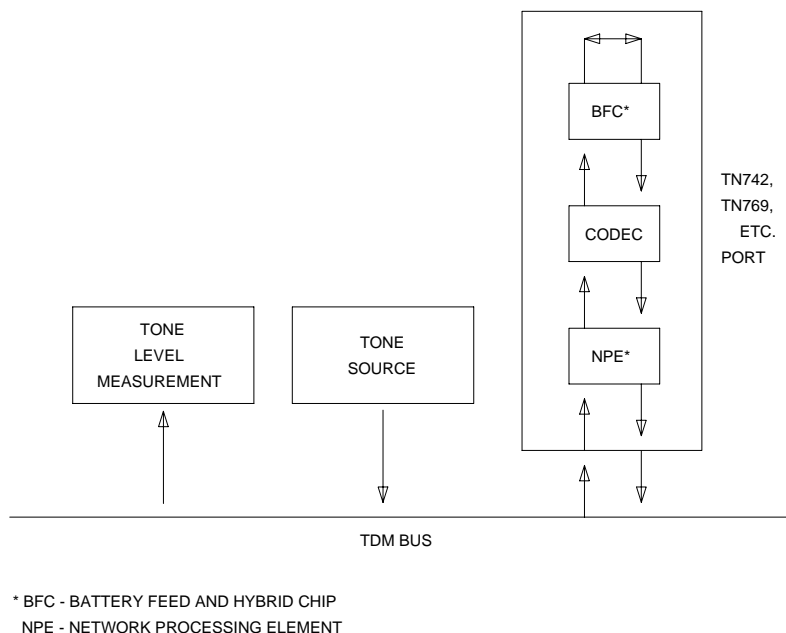 BFC*
CODEC
NPE*
TN742,
TN769,
ETC.
PORT
TONE
LEVEL
MEASUREMENT
TONE
SOURCE
TDM BUS
* BFC - BATTERY FEED AND HYBRID CHIP
NPE - NETWORK PROCESSING ELEMENT